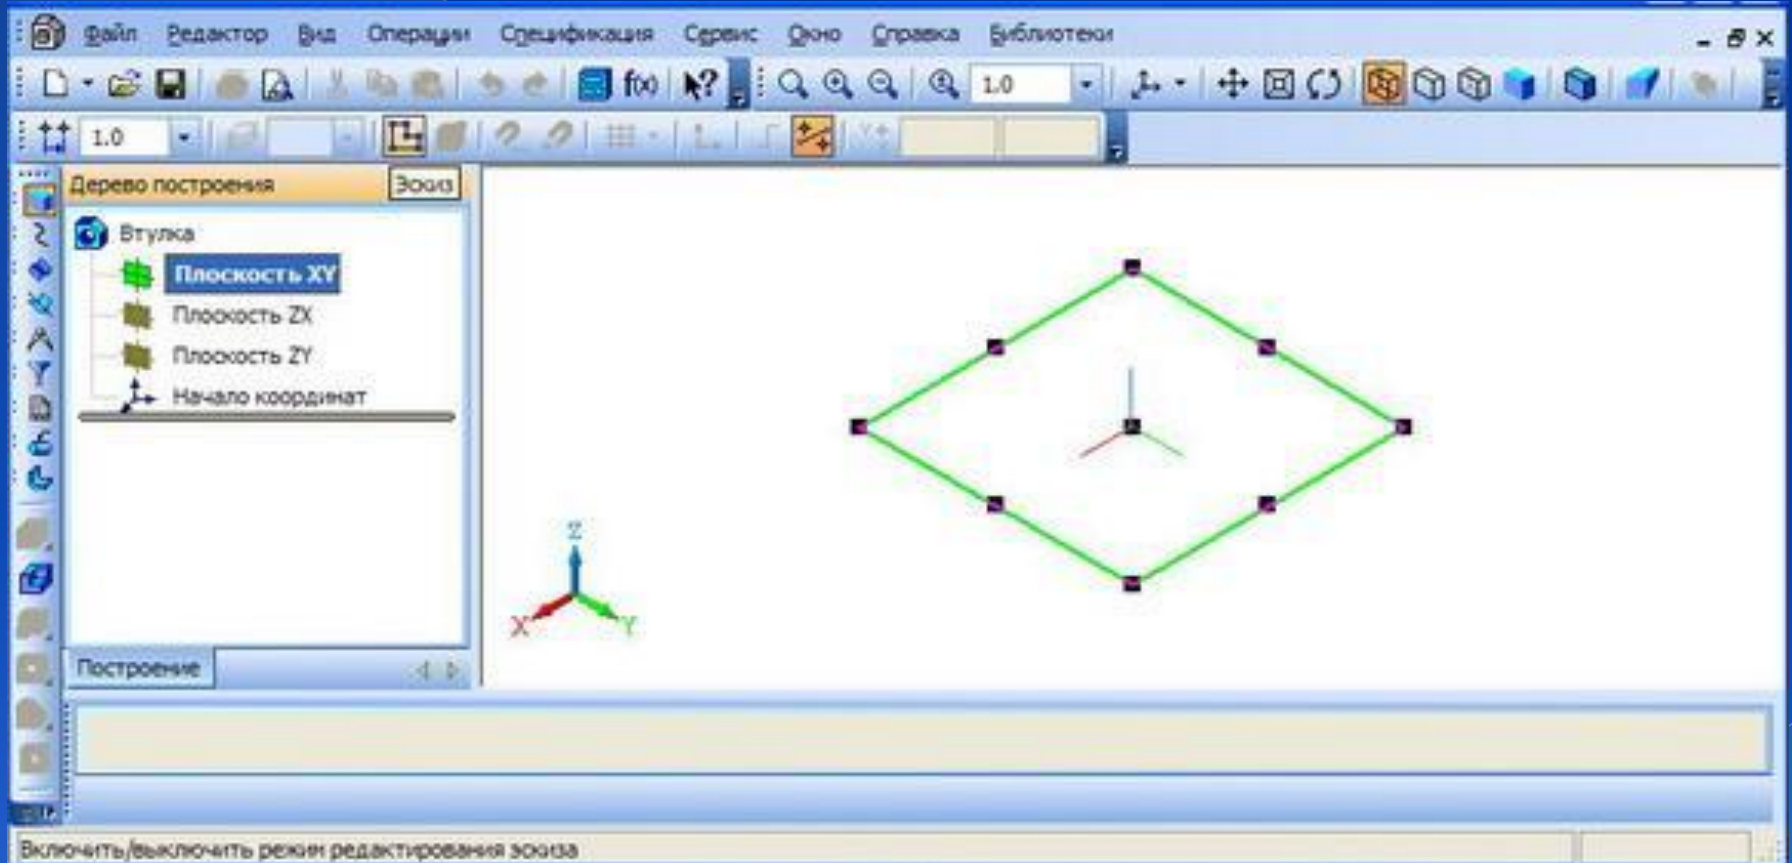 Файл Редактор Вид Операции Спецификация Сервис Окно Справка Библиотеки
f(x) 1.0
1.0
Дерево построения Эскиз
Втулка
Плоскость XY
Плоскость ZX
Плоскость ZY
Начало координат
Z
X Y
Построение
Включить/выключить режим редактирования эскиза